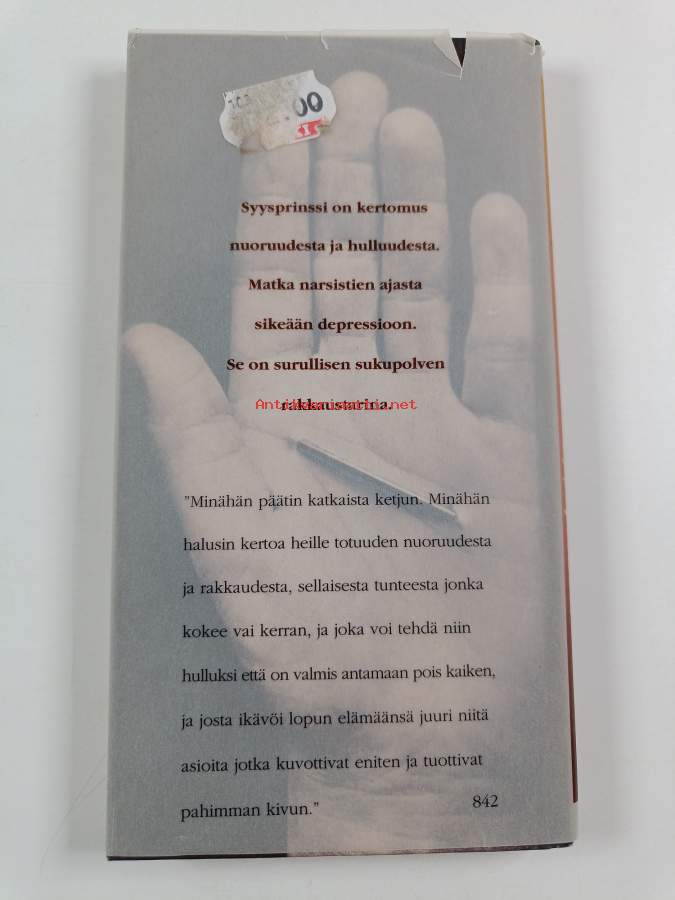 00
Syysprinssi on kertomus
nuoruudesta ja hulluudesta.
Matka narsistien ajasta
sikeään depressioon.
Se on surullisen sukupolven
rakkaustarina.
"Minähän päätin katkaista ketjun. Minähän
halusin kertoa heille totuuden nuoruudesta
ja rakkaudesta, sellaisesta tunteesta jonka
kokee vai kerran, ja joka voi tehdä niin
hulluksi että on valmis antamaan pois kaiken,
ja josta ikävöi lopun elämäänsä juuri niitä
asioita jotka kuvottivat eniten ja tuottivat
pahimman kivun."
842